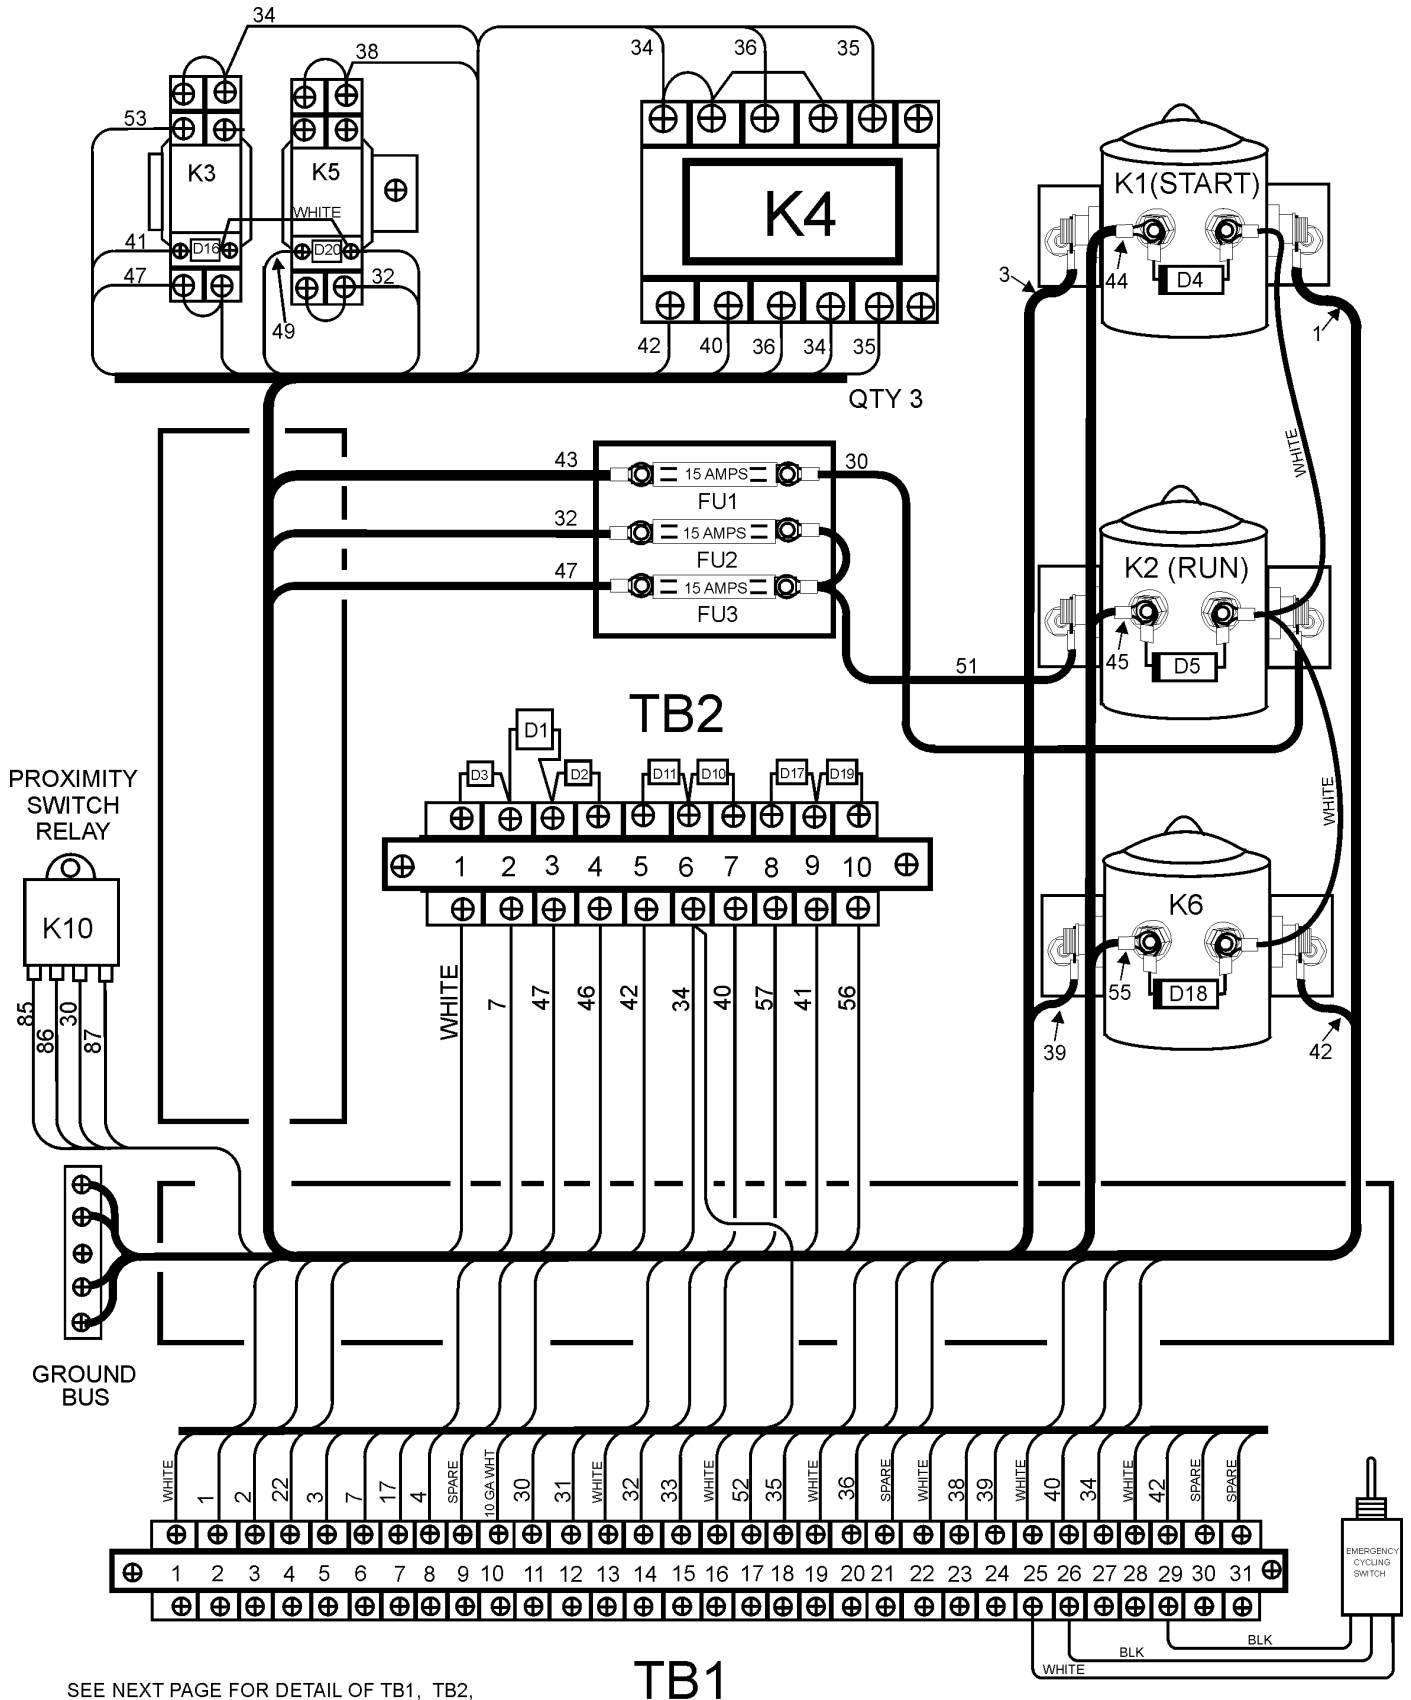 34
38
53
K3
K5
WHITE
41
D16
D20
47
32
49
34
36
35
K4
42
40
36
34
35
QTY 3
K1(START)
3
44
D4
1
WHITE
43
15 AMPS
30
FU1
32
15 AMPS
FU2
47
15 AMPS
FU3
51
K2 (RUN)
45
D5
WHITE
TB2
D3
D1
D2
D11
D10
D17
D19
1 2 3 4 5 6 7 8 9 10
WHITE
7
47
46
42
34
40
57
41
56
PROXIMITY
SWITCH
RELAY
K10
85
86
30
87
K6
55
D18
39
42
GROUND
BUS
WHITE
1
2
22
3
7
17
4
SPARE
10 GA WHT
30
31
WHITE
32
33
WHITE
52
35
WHITE
36
SPARE
WHITE
38
39
WHITE
40
34
WHITE
42
SPARE
SPARE
1 2 3 4 5 6 7 8 9 10 11 12 13 14 15 16 17 18 19 20 21 22 23 24 25 26 27 28 29 30 31
EMERGENCY
CYCLING
SWITCH
BLK
BLK
WHITE
TB1
SEE NEXT PAGE FOR DETAIL OF TB1, TB2,